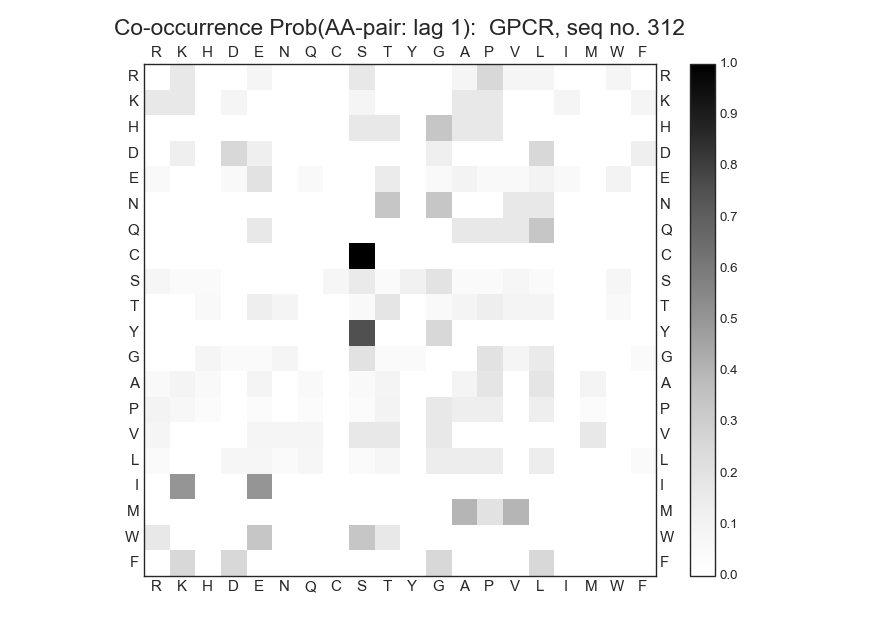 Co-occurrence Prob(AA-pair: lag 1):  GPCR, seq no. 312
R K H D E N Q C S T Y G A P V L I M W F
R R 1.0
K K 0.9
H H
D D 0.8
E E
N N 0.7
Q Q
C C 0.6
S S
T T 0.5
Y Y
G G 0.4
A A
P P 0.3
V V
L L 0.2
I I
M M 0.1
W W
F F 0.0
R K H D E N Q C S T Y G A P V L I M W F